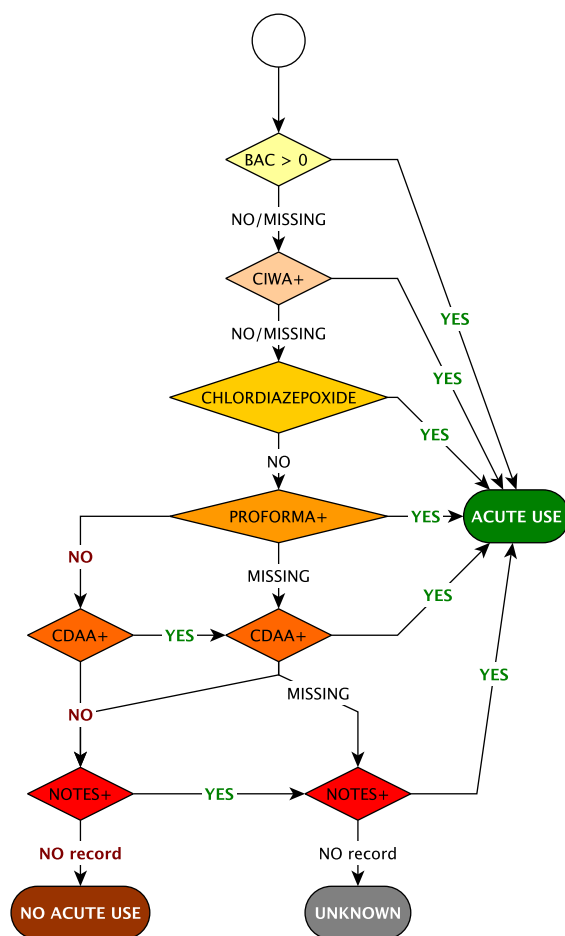 BAC > 0
NO/MISSING
YES
CIWA+
NO/MISSING
YES
CHLORDIAZEPOXIDE
YES
NO
PROFORMA+
YES
ACUTE USE
NO
MISSING
YES
CDAA+
YES
CDAA+
YES
NO
MISSING
NOTES+
YES
NOTES+
NO record
NO record
NO ACUTE USE
UNKNOWN